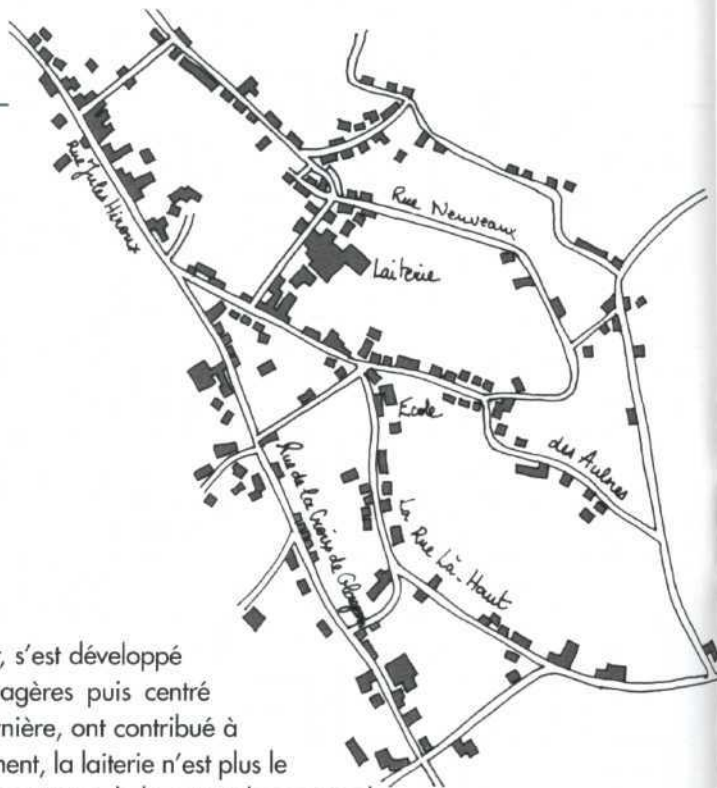 Rue Jules Hiroux
Rue Neuveaux
Laiterie
Ecole
des Aulnes
Rue de la Croix de
La Rue Là-Haut
, s'est développé
agères puis centré
nière, ont contribué à
ment, la laiterie n'est plus le